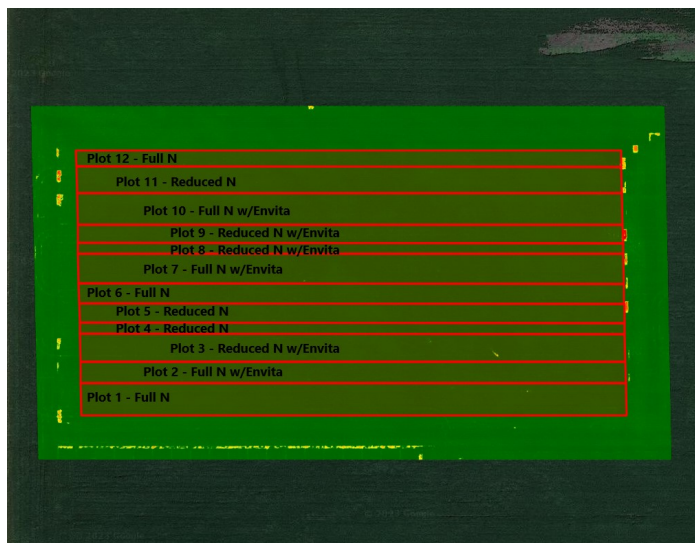 Plot 12 - Full N
Plot 11 - Reduced N
Plot 10 - Full N w/Envita
Plot 9 - Reduced N w/Envita
Plot 8 - Reduced N w/Envita
Plot 7 - Full N w/Envita
Plot 6 - Full N
Plot 5 - Reduced N
Plot 4 - Reduced N
Plot 3 - Reduced N w/Envita
Plot 2 - Full N w/Envita
Plot 1 - Full N
© 2023 Google